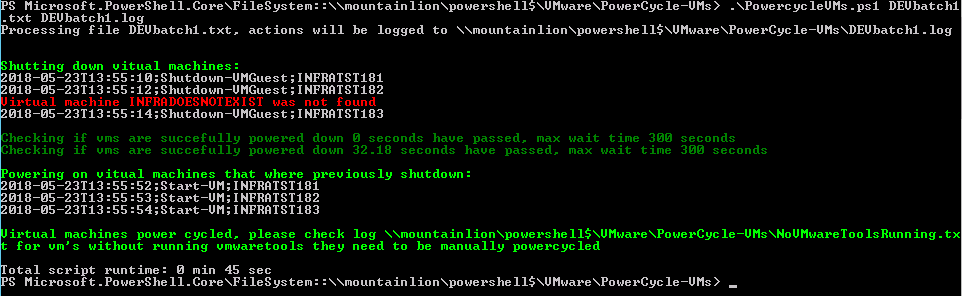 PS Microsoft.PowerShell.Core\FileSystem::\\mountainlion\powershell$\VMware\PowerCycle-VMs> .\PowercycleVMs.ps1 DEVbatch1
.txt DEVbatch1.log
Processing file DEVbatch1.txt, actions will be logged to \\mountainlion\powershell$\VMware\PowerCycle-VMs\DEVbatch1.log
Shutting down vitual machines:
2018-05-23T13:55:10;Shutdown-VMGuest;INFRATST181
2018-05-23T13:55:12;Shutdown-VMGuest;INFRATST182
Virtual machine INFRADOESNOTEXIST was not found
2018-05-23T13:55:14;Shutdown-VMGuest;INFRATST183
Checking if vms are succefully powered down 0 seconds have passed, max wait time 300 seconds
Checking if vms are succefully powered down 32.18 seconds have passed, max wait time 300 seconds
Powering on vitual machines that where previously shutdown:
2018-05-23T13:55:52;Start-VM;INFRATST181
2018-05-23T13:55:53;Start-VM;INFRATST182
2018-05-23T13:55:54;Start-VM;INFRATST183
Virtual machines power cycled, please check log \\mountainlion\powershell$\VMware\PowerCycle-VMs\NoVMwareToolsRunning.tx
t for vm's without running vmwaretools they need to be manually powercycled
Total script runtime: 0 min 45 sec
PS Microsoft.PowerShell.Core\FileSystem::\\mountainlion\powershell$\VMware\PowerCycle-VMs> _